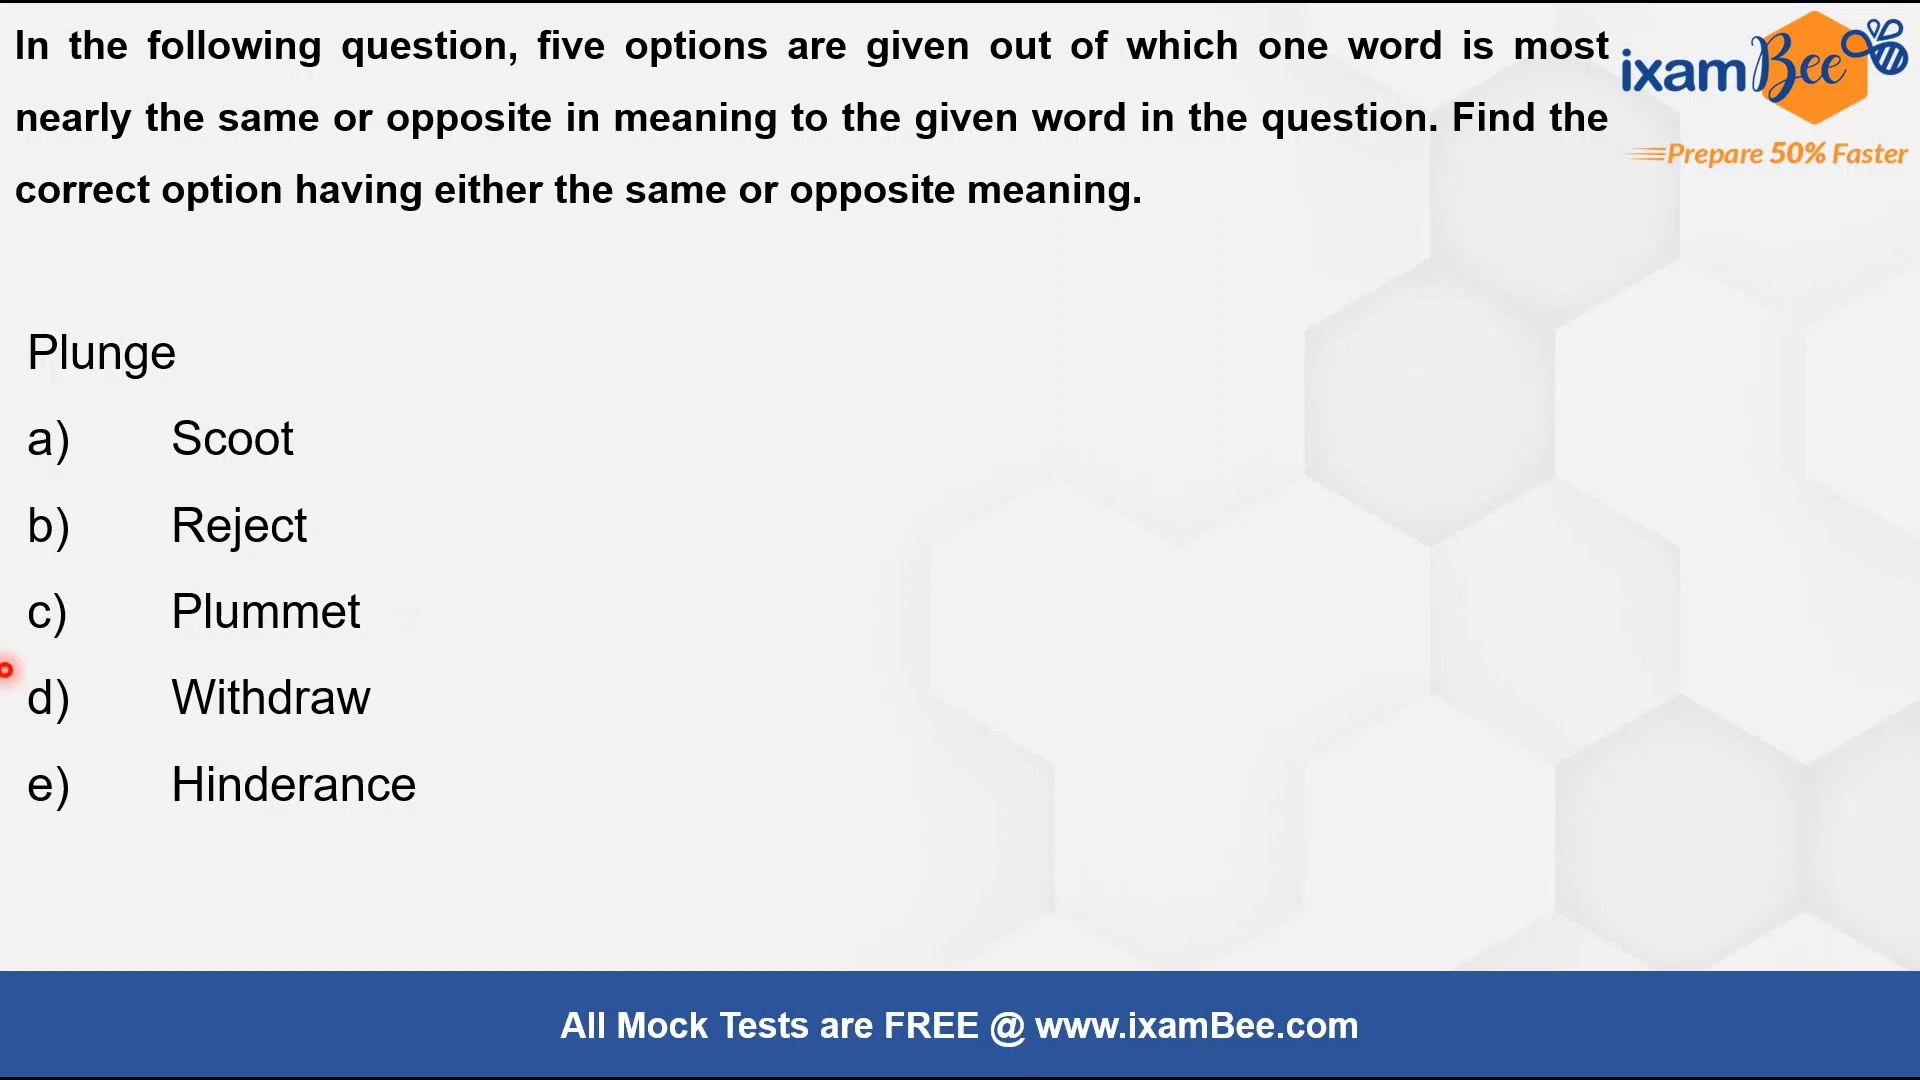 In the following question, five options are given out of which one word is most
nearly the same or opposite in meaning to the given word in the question. Find the
correct option having either the same or opposite meaning.
ixamBee
Prepare 50% Faster
Plunge
a) Scoot
b) Reject
c) Plummet
d) Withdraw
e) Hinderance
All Mock Tests are FREE @ www.ixamBee.com